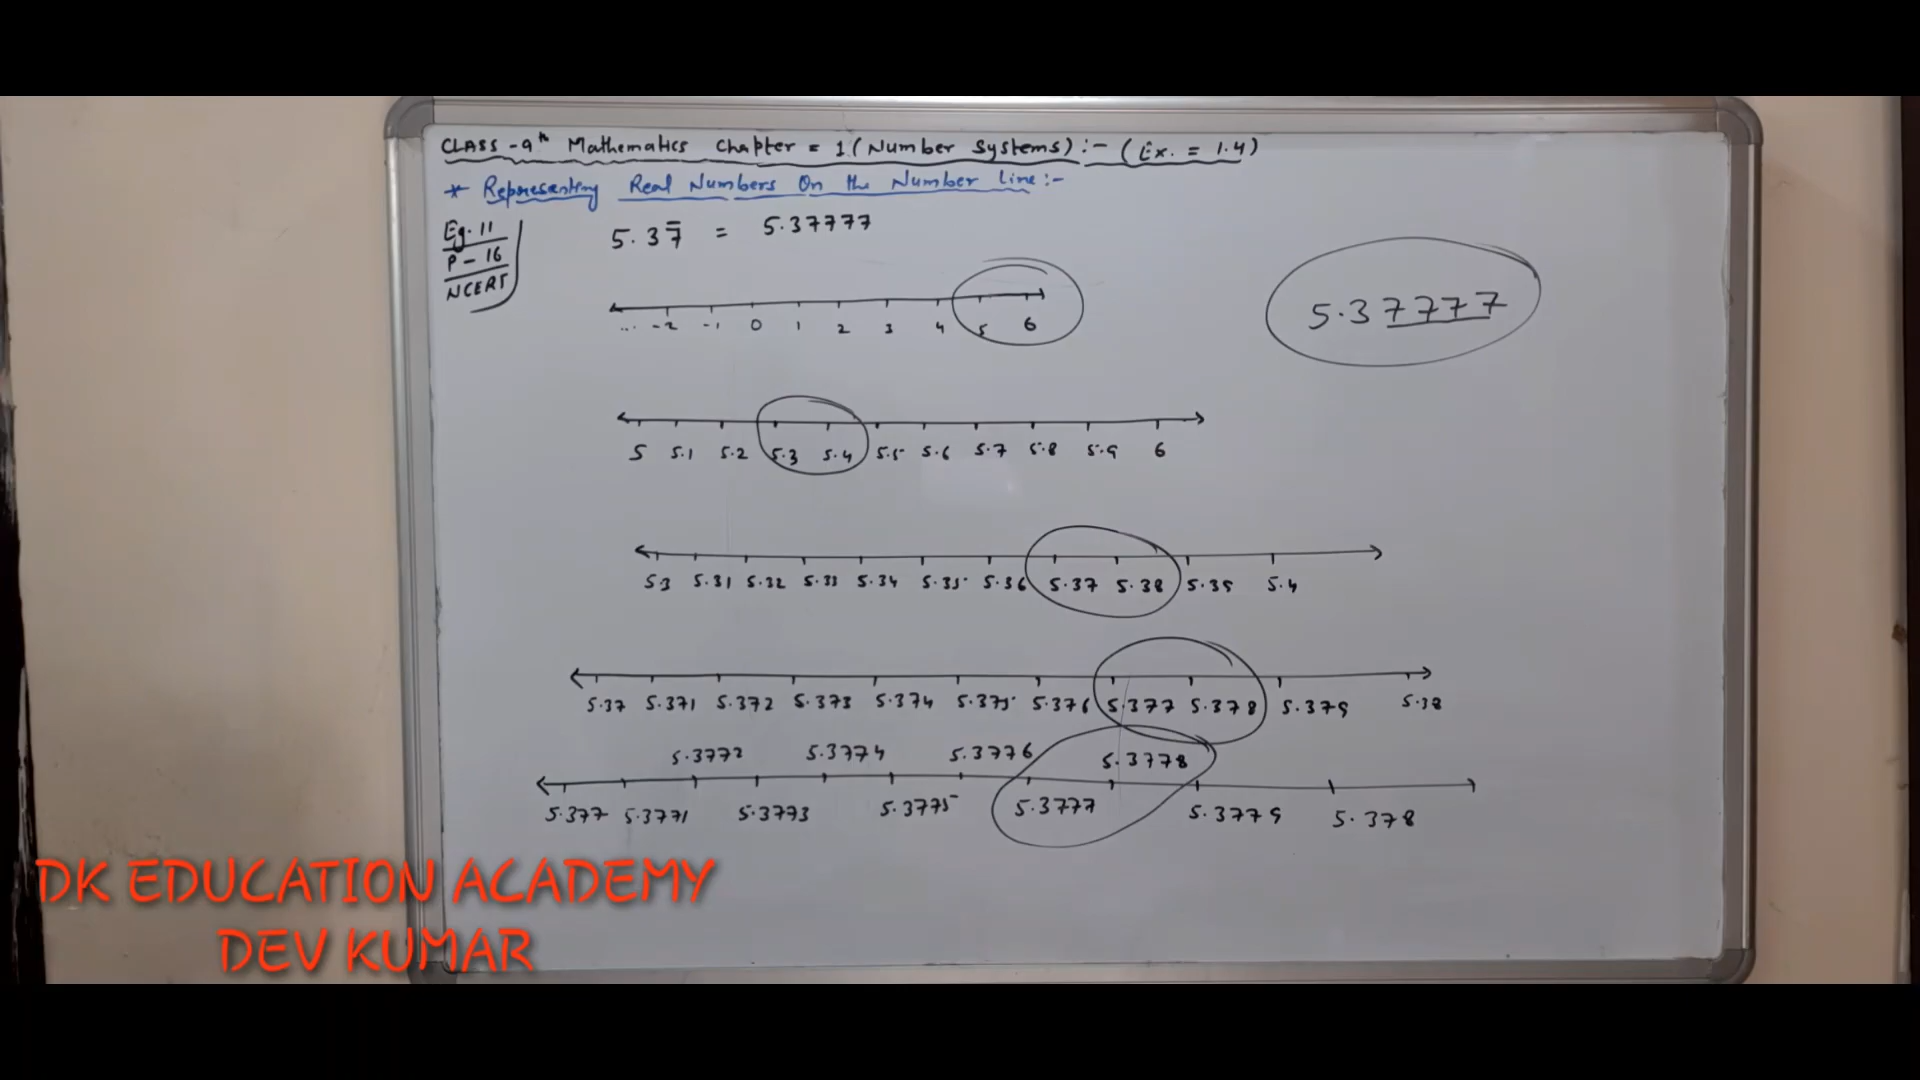 CLASS-9th Mathematics Chapter = 1 (Number Systems):- (Ex. = 1.4)
* Representing Real Numbers On the Number line:-
Eg. 11
P-16
NCERT
5.37̅ = 5.37777
5.37777
... -2 -1 0 1 2 3 4 5 6
5 5.1 5.2 5.3 5.4 5.5 5.6 5.7 5.8 5.9 6
5.3 5.31 5.32 5.33 5.34 5.35 5.36 5.37 5.38 5.39 5.4
5.37 5.371 5.372 5.373 5.374 5.375 5.376 5.377 5.378 5.379 5.38
5.3772 5.3774 5.3776 5.3778
5.377 5.3771 5.3773 5.3775 5.3777 5.3779 5.378
DK EDUCATION ACADEMY
DEV KUMAR